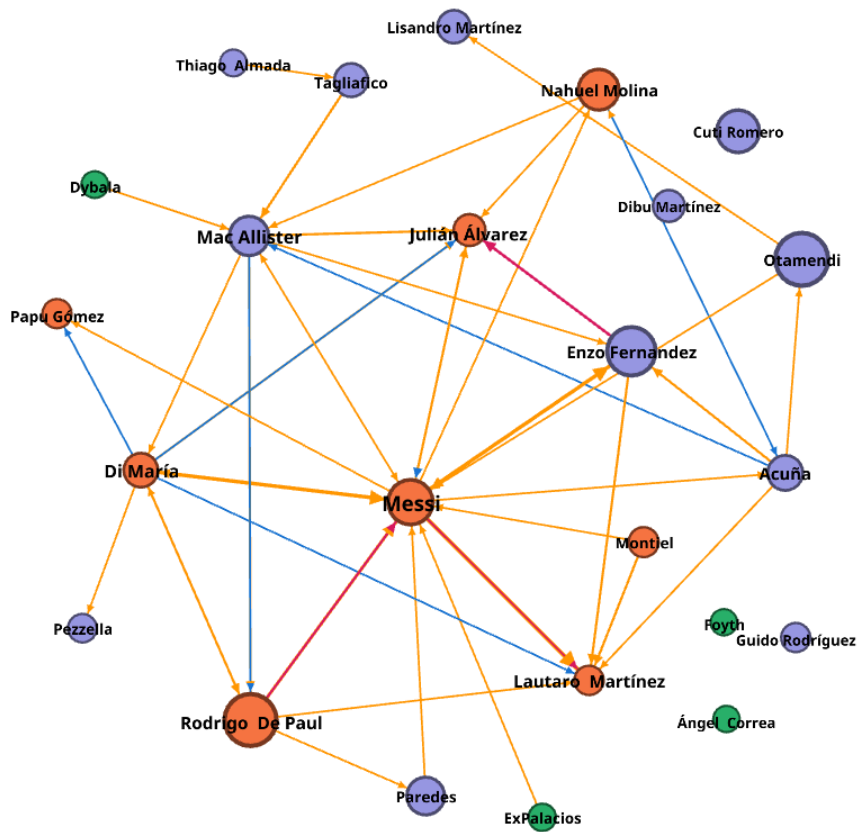 Lisandro Martínez
Thiago Almada
Tagliafico
Nahuel Molina
Cuti Romero
Dybala
Dibu Martínez
Mac Allister
Julián Álvarez
Otamendi
Papu Gómez
Enzo Fernandez
Di María
Acuña
Messi
Montiel
Pezzella
Foyth
Guido Rodríguez
Lautaro Martínez
Rodrigo De Paul
Ángel Correa
Paredes
ExPalacios